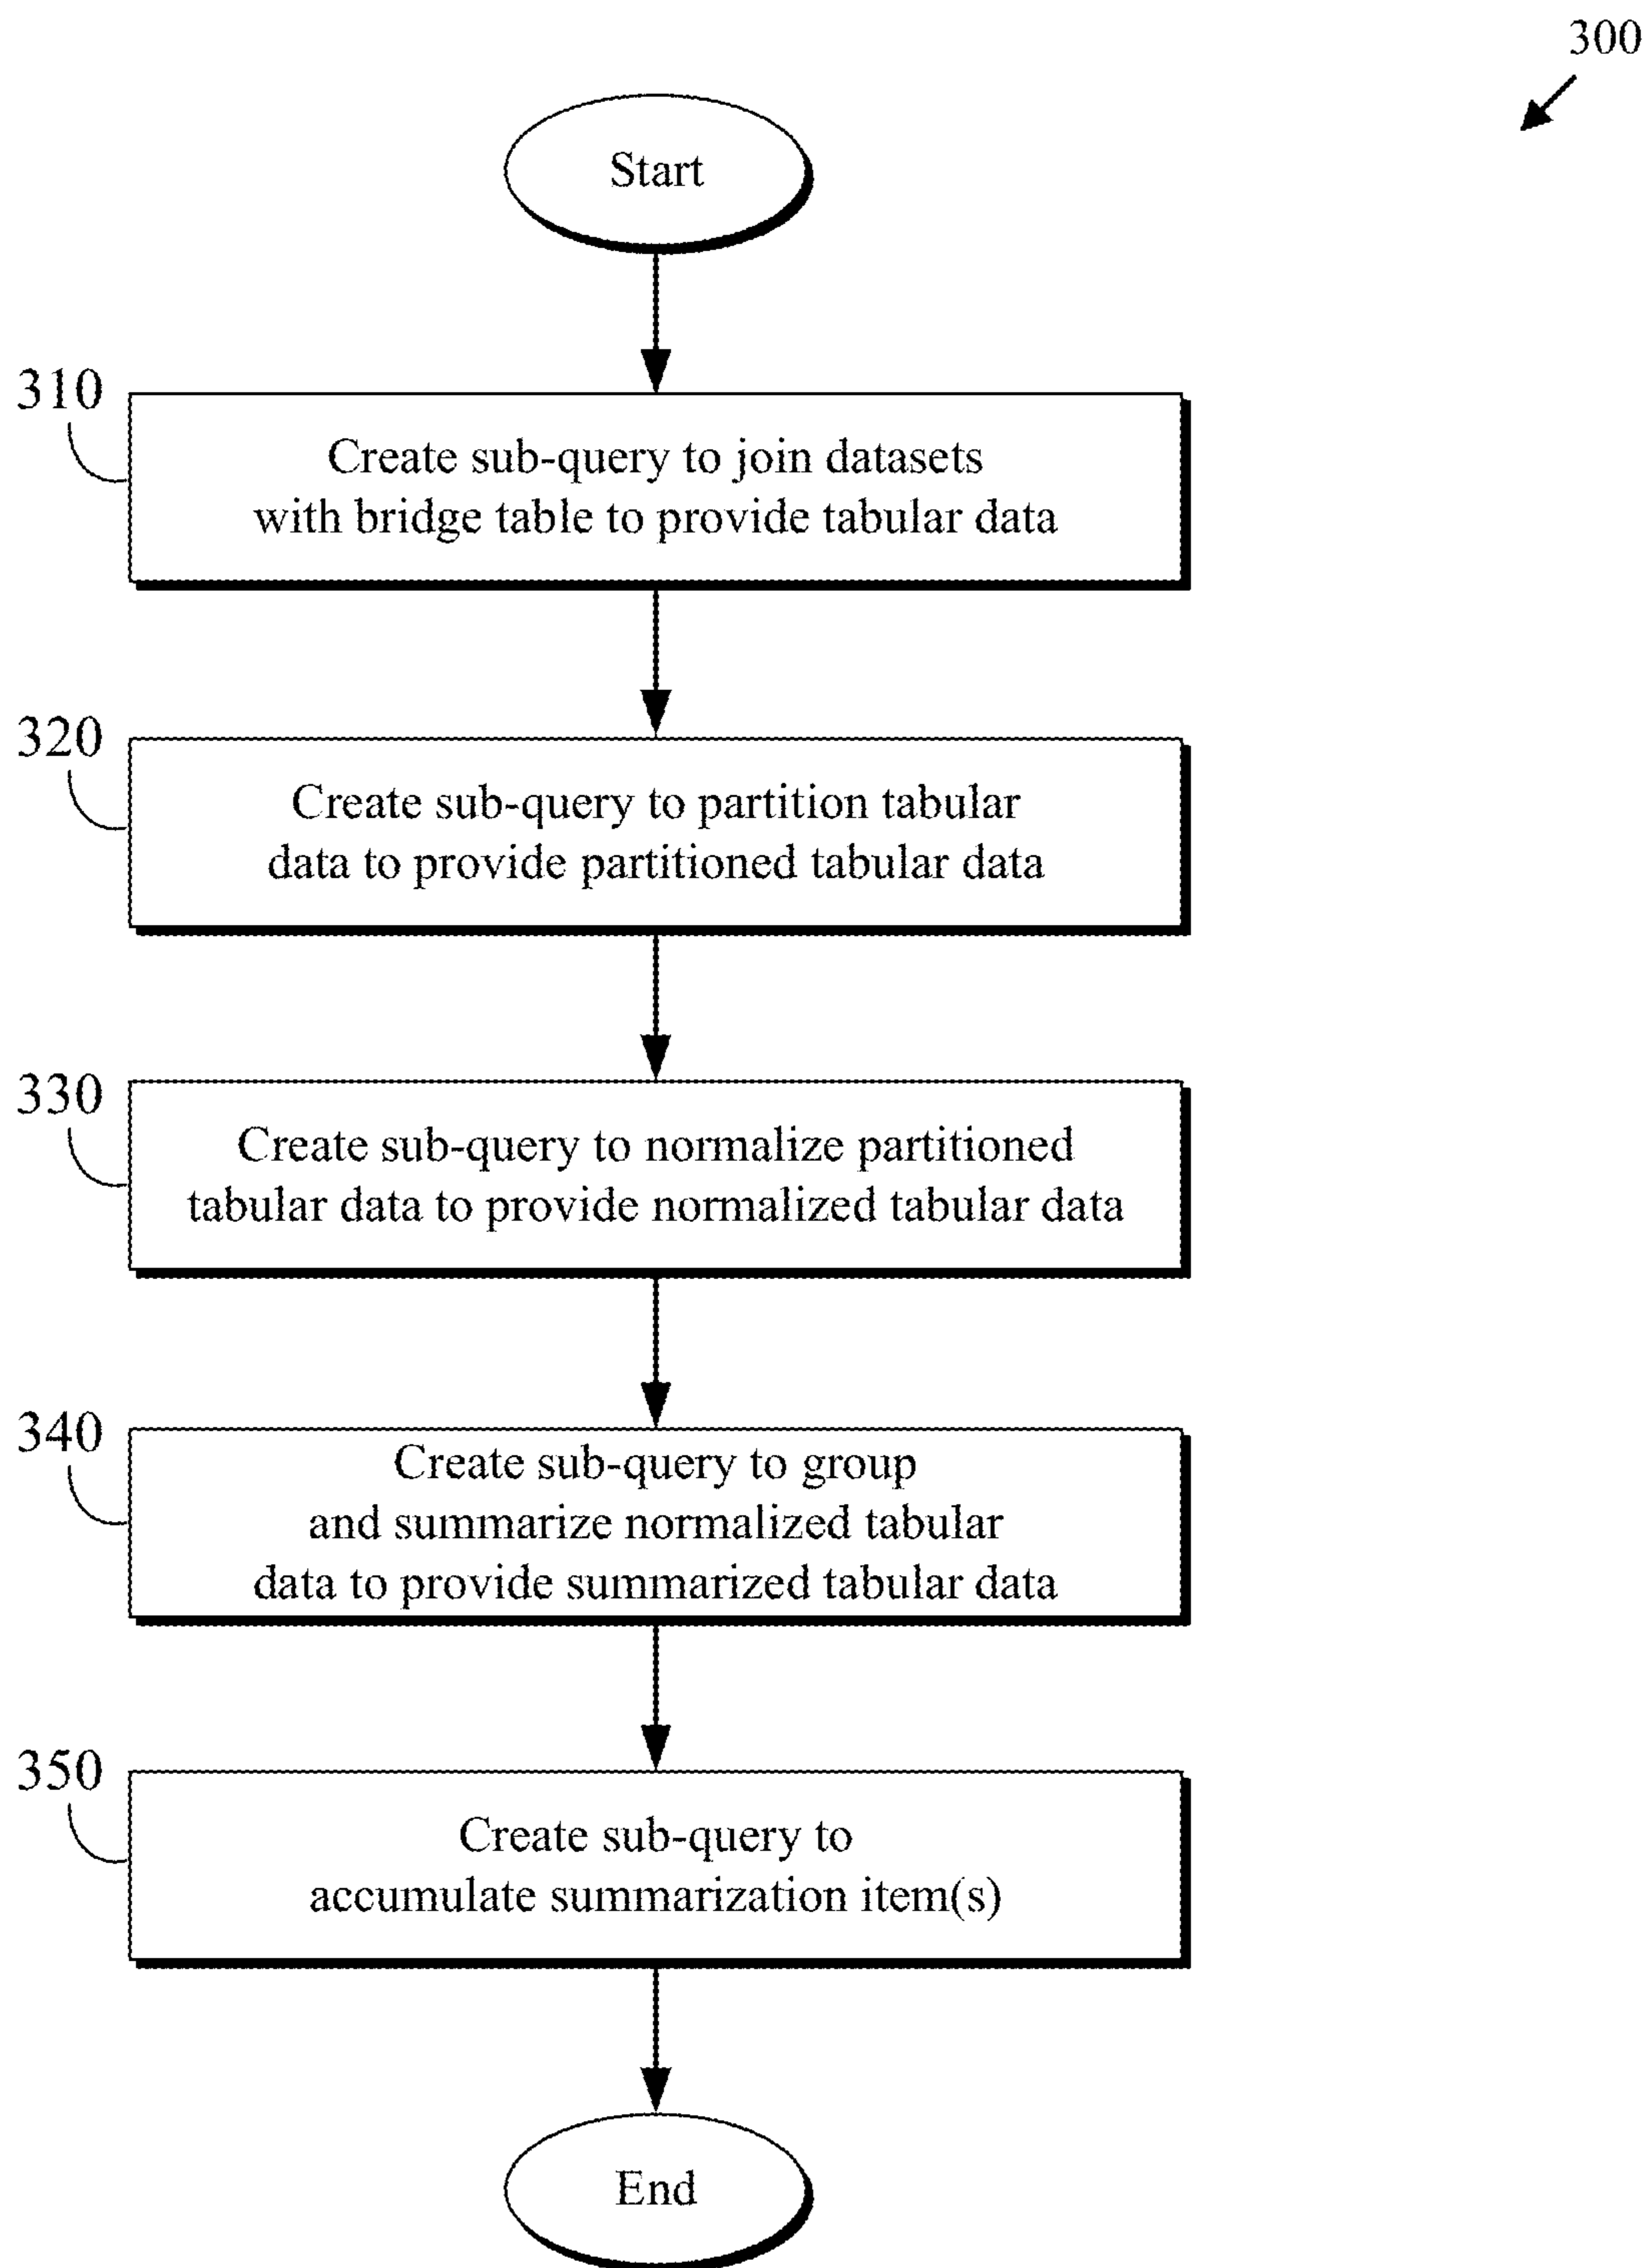 300
Start
310
Create sub-query to join datasets
with bridge table to provide tabular data
320
Create sub-query to partition tabular
data to provide partitioned tabular data
330
Create sub-query to normalize partitioned
tabular data to provide normalized tabular data
340
Create sub-query to group
and summarize normalized tabular
data to provide summarized tabular data
350
Create sub-query to
accumulate summarization item(s)
End